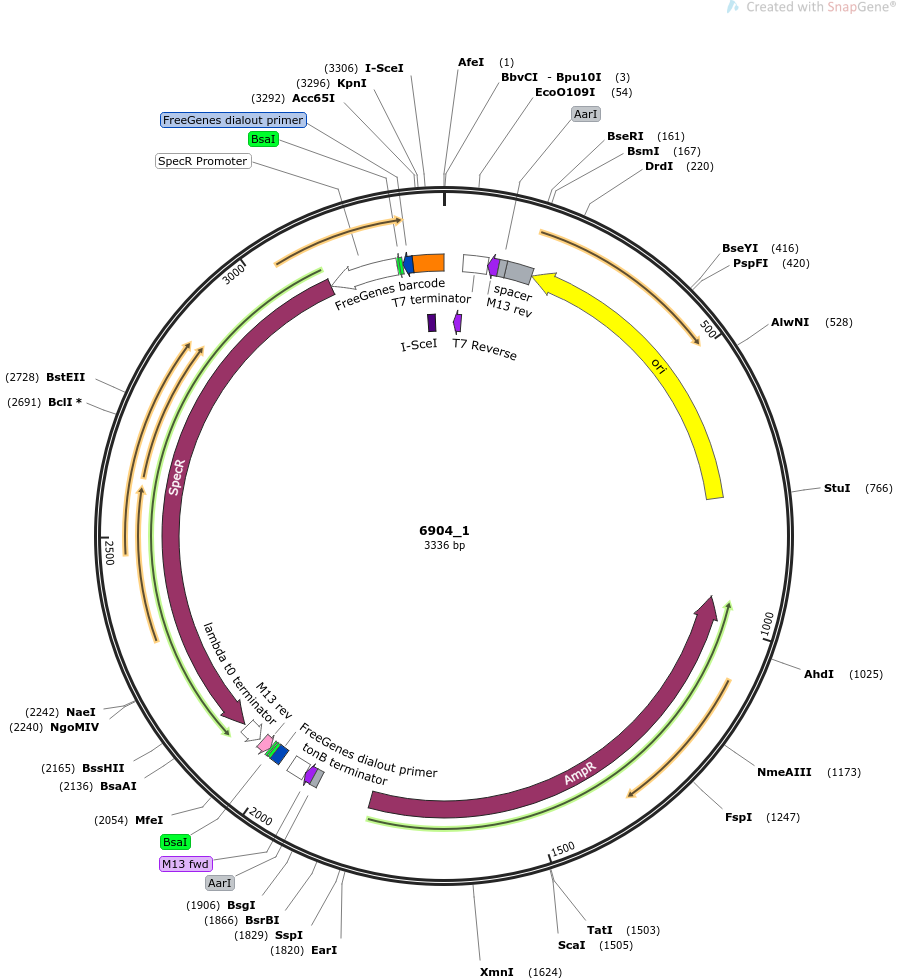 Created with SnapGene®
(3306) I-SceI
(3296) KpnI
(3292) Acc65I
FreeGenes dialout primer
BsaI
SpecR Promoter
AfeI (1)
BbvCI - Bpu10I (3)
EcoO109I (54)
AarI
BseRI (161)
BsmI (167)
DrdI (220)
BseYI (416)
PspFI (420)
AlwNI (528)
StuI (766)
AhdI (1025)
NmeAIII (1173)
FspI (1247)
TatI (1503)
ScaI (1505)
XmnI (1624)
(1820) EarI
(1829) SspI
(1866) BsrBI
(1906) BsgI
AarI
M13 fwd
BsaI
(2054) MfeI
(2136) BsaAI
(2165) BssHII
(2240) NgoMIV
(2242) NaeI
(2691) BclI *
(2728) BstEII
500
1000
1500
2000
2500
3000
FreeGenes barcode
T7 terminator
I-SceI
T7 Reverse
spacer
M13 rev
ori
SpecR
6904_1
3336 bp
lambda t0 terminator
M13 rev
FreeGenes dialout primer
tonB terminator
AmpR